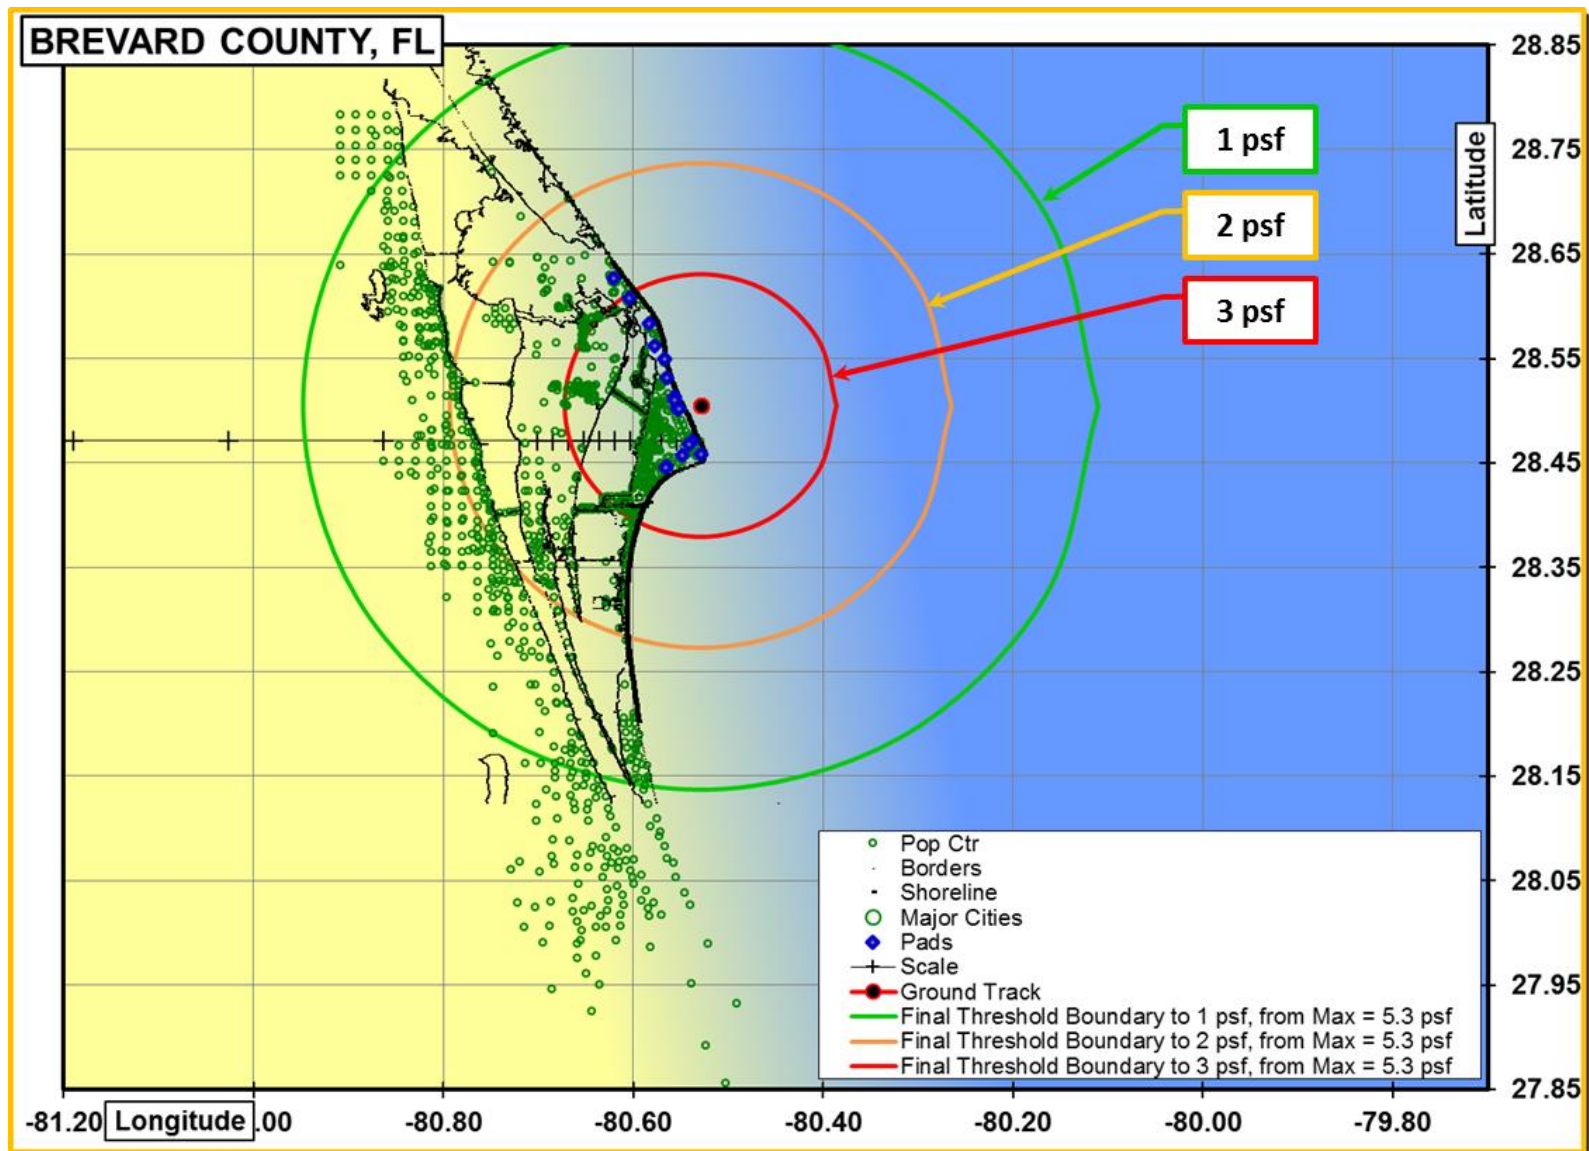 BREVARD COUNTY, FL
28.85
1 psf
28.75
Latitude
2 psf
28.65
3 psf
28.55
28.45
28.35
28.25
28.15
Pop Ctr
Borders
28.05
Shoreline
Major Cities
Pads
Scale
27.95
Ground Track
Final Threshold Boundary to 1 psf, from Max = 5.3 psf
Final Threshold Boundary to 2 psf, from Max = 5.3 psf
Final Threshold Boundary to 3 psf, from Max = 5.3 psf
27.85
-81.20 Longitude .00 -80.80 -80.60 -80.40 -80.20 -80.00 -79.80